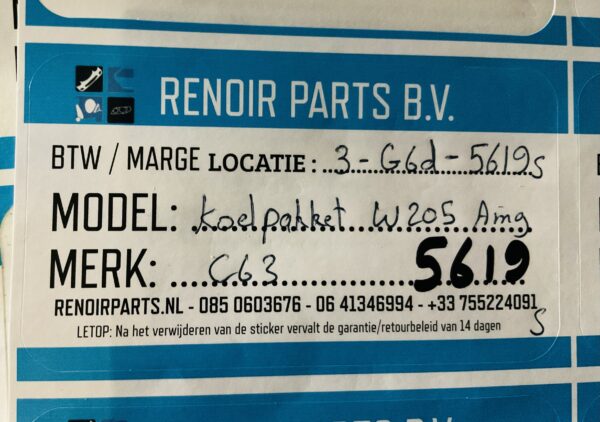 RENOIR PARTS B.V.
BTW / MARGE LOCATIE : 3-G6d-5619s
MODEL: Koelpakket W205 Amg
MERK: C63 5619
RENOIRPARTS.NL - 085 0603676 - 06 41346994 - +33 755224091
S
LETOP: Na het verwijderen van de sticker vervalt de garantie/retourbeleid van 14 dagen